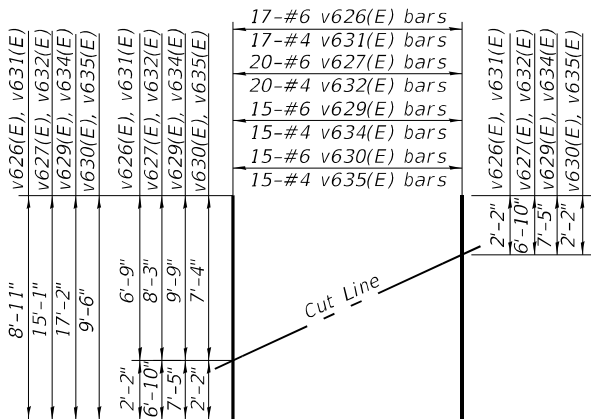 17-#6 v626(E) bars
17-#4 v631(E) bars
20-#6 v627(E) bars
20-#4 v632(E) bars
15-#6 v629(E) bars
15-#4 v634(E) bars
15-#6 v630(E) bars
15-#4 v635(E) bars
v626(E), v631(E)
v627(E), v632(E)
v629(E), v634(E)
v630(E), v635(E)
v626(E), v631(E)
v627(E), v632(E)
v629(E), v634(E)
v630(E), v635(E)
v626(E), v631(E)
v627(E), v632(E)
v629(E), v634(E)
v630(E), v635(E)
8'-11"
15'-1"
17'-2"
9'-6"
6'-9"
8'-3"
9'-9"
7'-4"
2'-2"
6'-10"
7'-5"
2'-2"
Cut Line
2'-2"
6'-10"
7'-5"
2'-2"